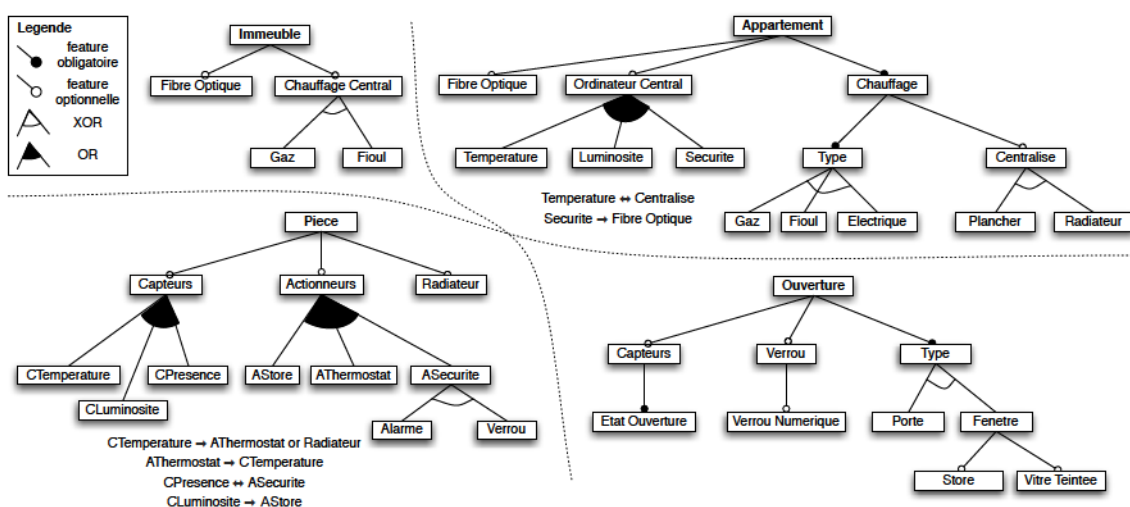 Legende
feature
obligatoire
feature
optionnelle
XOR
OR
Immeuble
Fibre Optique
Chauffage Central
Gaz
Fioul
Appartement
Fibre Optique
Ordinateur Central
Chauffage
Temperature
Luminosite
Securite
Type
Centralise
Gaz
Fioul
Electrique
Plancher
Radiateur
Temperature ↔ Centralise
Securite → Fibre Optique
Piece
Capteurs
Actionneurs
Radiateur
CTemperature
CPresence
AStore
AThermostat
ASecurite
CLuminosite
Alarme
Verrou
CTemperature → AThermostat or Radiateur
AThermostat → CTemperature
CPresence ↔ ASecurite
CLuminosite → AStore
Ouverture
Capteurs
Verrou
Type
Etat Ouverture
Verrou Numerique
Porte
Fenetre
Store
Vitre Teintee